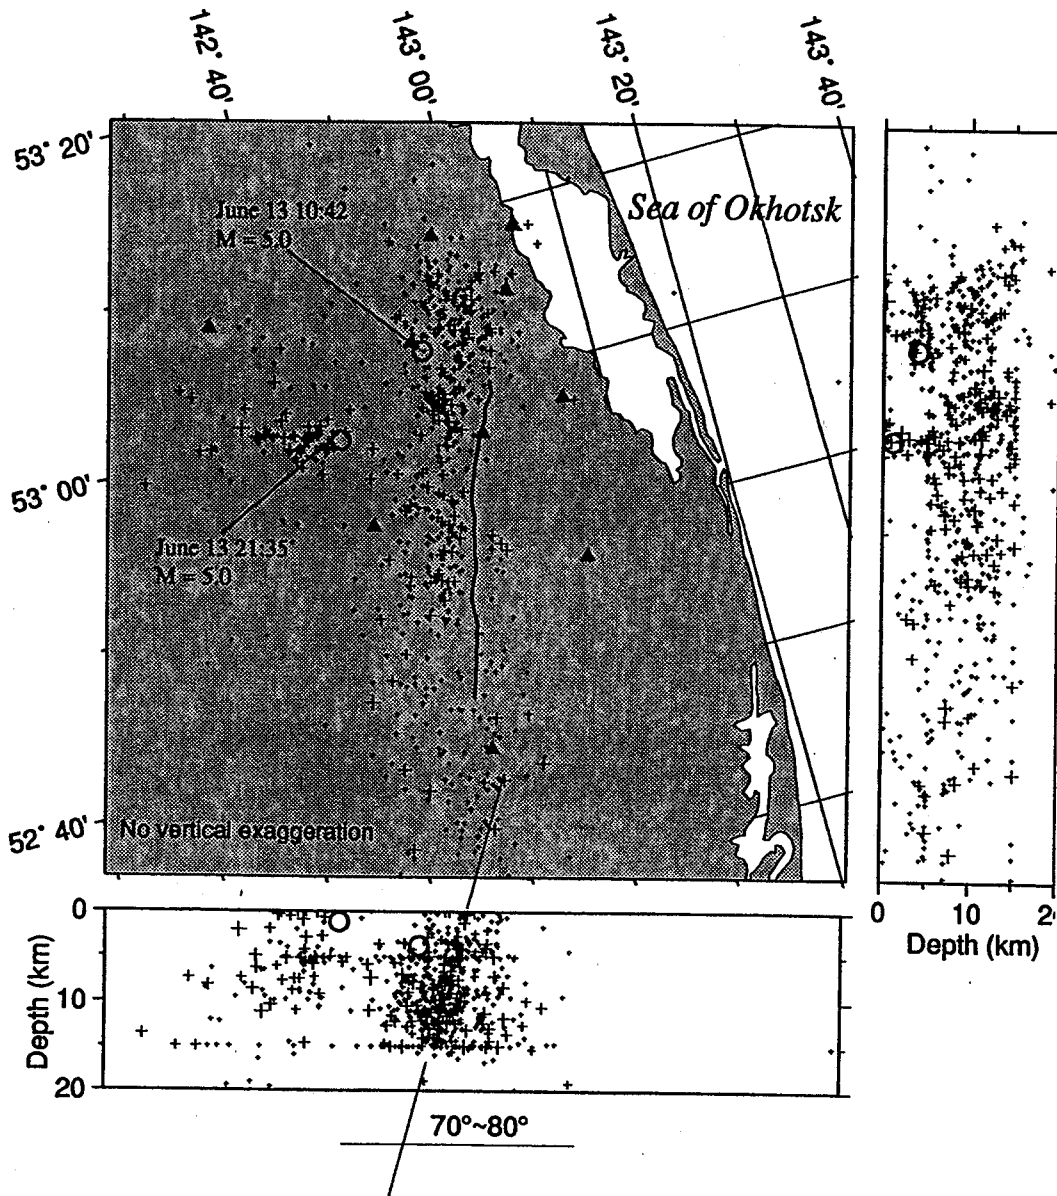 142° 40'
143° 00'
143° 20'
143° 40'
53° 20'
June 13 10:42
M = 5.0
Sea of Okhotsk
53° 00'
June 13 21:35
M = 5.0
52° 40'
No vertical exaggeration
0
10
20
Depth (km)
0
10
2
Depth (km)
70°~80°